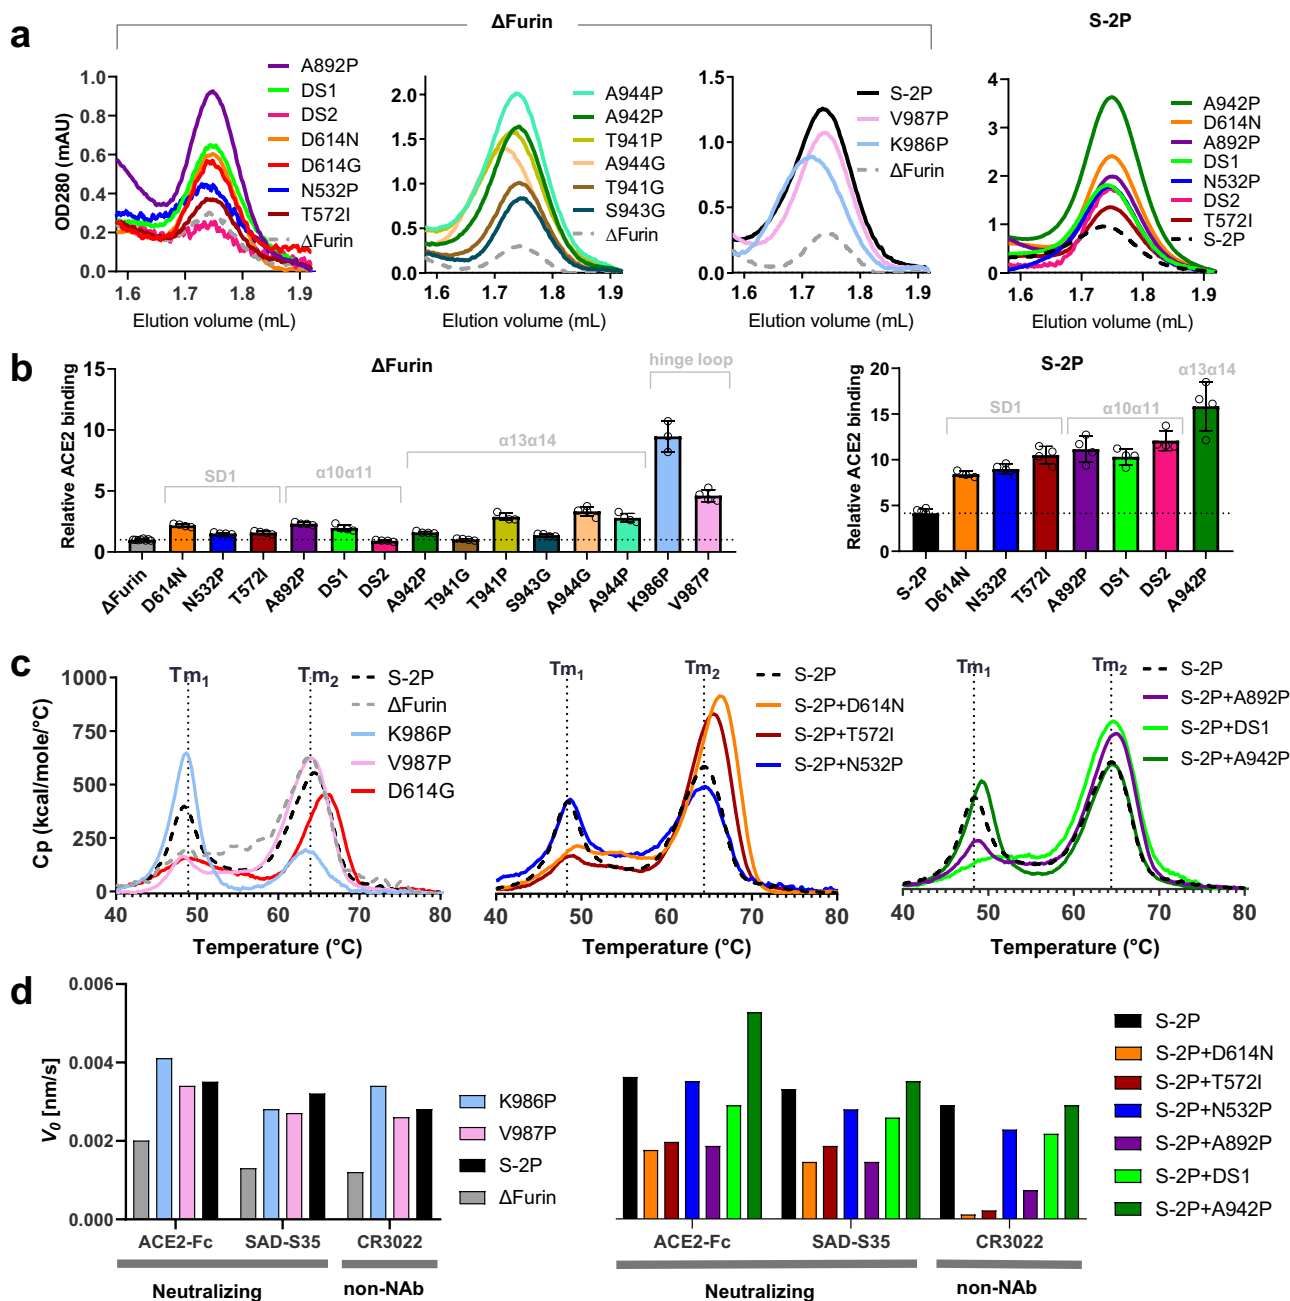 a
ΔFurin
S-2P
OD280 (mAU)
1.0
0.8
0.6
0.4
0.2
0.0
1.6 1.7 1.8 1.9
Elution volume (mL)
A892P
DS1
DS2
D614N
D614G
N532P
T572I
ΔFurin
2.0
1.5
1.0
0.5
0.0
1.6 1.7 1.8 1.9
Elution volume (mL)
A944P
A942P
T941P
A944G
T941G
S943G
ΔFurin
1.5
1.0
0.5
0.0
1.6 1.7 1.8 1.9
Elution volume (mL)
S-2P
V987P
K986P
ΔFurin
4
2
0
1.6 1.7 1.8 1.9
Elution volume (mL)
A942P
D614N
A892P
DS1
N532P
DS2
T572I
S-2P
b
ΔFurin
Relative ACE2 binding
15
10
5
0
SD1
α10α11
α13α14
hinge loop
ΔFurin
D614N
N532P
T572I
A892P
DS1
DS2
A942P
T941G
T941P
S943G
A944G
A944P
K986P
V987P
S-2P
Relative ACE2 binding
20
15
10
5
0
SD1
α10α11
α13α14
S-2P
D614N
N532P
T572I
A892P
DS1
DS2
A942P
c
Cp (kcal/mole/°C)
1000
750
500
250
0
40 50 60 70 80
Temperature (°C)
Tm1
Tm2
S-2P
ΔFurin
K986P
V987P
D614G
Tm1
Tm2
S-2P
S-2P+D614N
S-2P+T572I
S-2P+N532P
40 50 60 70 80
Temperature (°C)
Tm1
Tm2
S-2P
S-2P+A892P
S-2P+DS1
S-2P+A942P
40 50 60 70 80
Temperature (°C)
d
V0 [nm/s]
0.006
0.004
0.002
0.000
ACE2-Fc SAD-S35 CR3022
Neutralizing non-NAb
K986P
V987P
S-2P
ΔFurin
ACE2-Fc SAD-S35 CR3022
Neutralizing non-NAb
S-2P
S-2P+D614N
S-2P+T572I
S-2P+N532P
S-2P+A892P
S-2P+DS1
S-2P+A942P